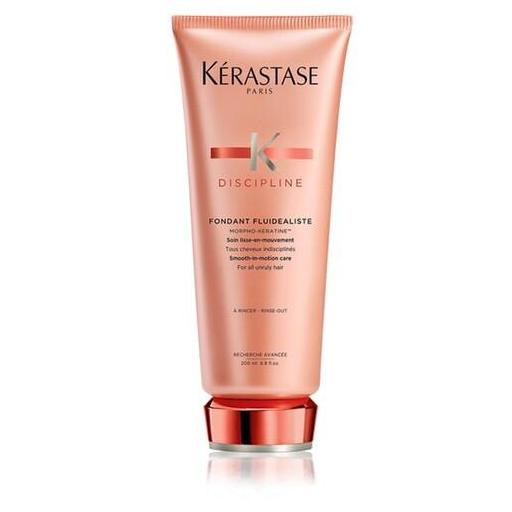 KÉRASTASE
PARIS
K
DISCIPLINE
FONDANT FLUIDEALISTE
MORPHO-KÉRATINE™
Soin lisse-en-mouvement
Tous cheveux indisciplinés
Smooth-in-motion care
For all unruly hair
À RINCER - RINSE-OUT
RECHERCHE AVANCÉE
200 ml 6.8 fl.oz